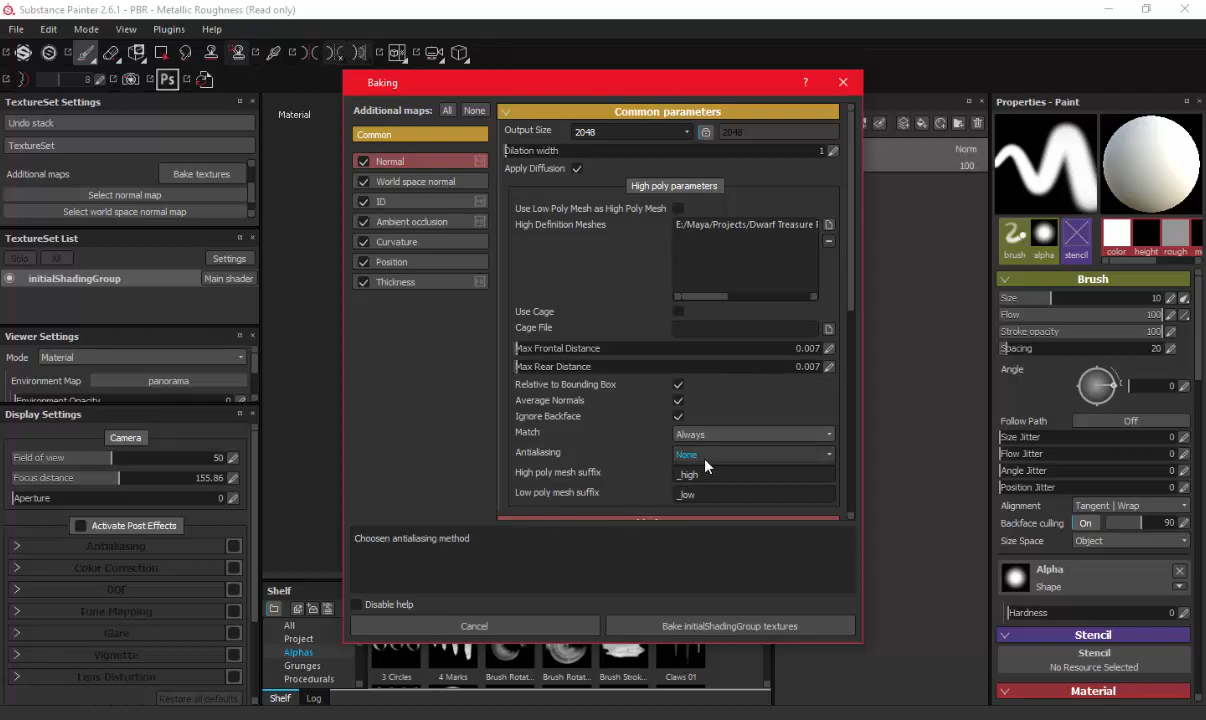 Substance Painter 2.6.1 - PBR - Metallic Roughness (Read only)
File Edit Mode View Plugins Help
8 Ps
TextureSet Settings
Undo stack
TextureSet
Additional maps Bake textures
Select normal map
Select world space normal map
TextureSet List
Solo All Settings
initialShadingGroup Main shader
Viewer Settings
Mode Material
Environment Map panorama
Environment Opacity 0
Display Settings
Camera
Field of view 50
Focus distance 155.86
Aperture 0
Activate Post Effects
Antialiasing
Color Correction
DOF
Tone Mapping
Glare
Vignette
Lens Distortion
Restore all defaults
Material
Baking ?
Additional maps: All None
Common
Normal
World space normal
ID
Ambient occlusion
Curvature
Position
Thickness
Common parameters
Output Size 2048 2048
Dilation width 1
Apply Diffusion
High poly parameters
Use Low Poly Mesh as High Poly Mesh
High Definition Meshes E:/Maya/Projects/Dwarf Treasure
Use Cage
Cage File
Max Frontal Distance 0.007
Max Rear Distance 0.007
Relative to Bounding Box
Average Normals
Ignore Backface
Match Always
Antialiasing None
High poly mesh suffix _high
Low poly mesh suffix _low
Choosen antialiasing method
Disable help
Cancel Bake initialShadingGroup textures
Shelf
All
Project
Alphas
Grunges
Procedurals
3 Circles 4 Marks Brush Rotat... Brush Rotat... Brush Strok... Claws 01
Shelf Log
Norm
100
Properties - Paint
brush alpha stencil color height rough m
Brush
Size 10
Flow 100
Stroke opacity 100
Spacing 20
Angle 0
Follow Path Off
Size Jitter 0
Flow Jitter 0
Angle Jitter 0
Position Jitter 0
Alignment Tangent | Wrap
Backface culling On 90
Size Space Object
Alpha
Shape
Hardness 0
Stencil
Stencil
No Resource Selected
Material